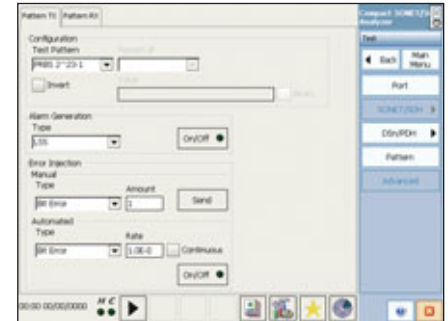 Pattern TX Pattern RX
Configuration
Test Pattern
PRBS 2^23-1
Invert
Alarm Generation
Type
LSS
On/Off
Error Injection
Manual
Type
Amount
Bit Error
1
Send
Automated
Type
Rate
Bit Error
1.0E-0
Continuous
On/Off
00:00 00/00/0000
H C
Compact SONET/SDH
Analyzer
Test
Back
Main
Menu
Port
SONET/SDH
DSn/PDH
Pattern
Advanced